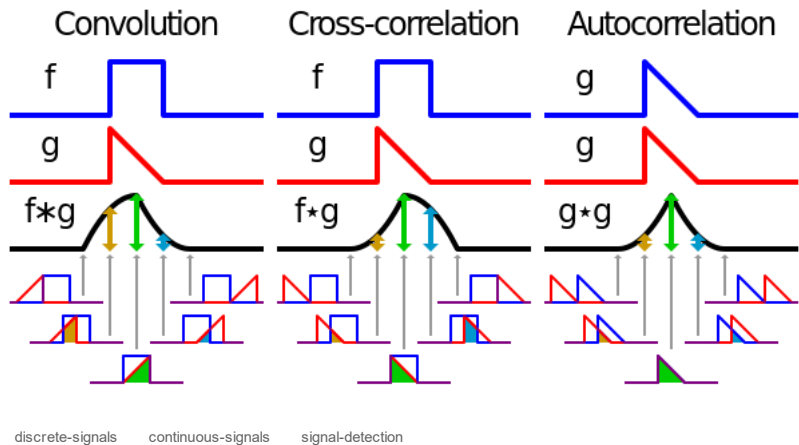 Convolution Cross-correlation Autocorrelation
f f g
g g g
f∗g f⋆g g⋆g
discrete-signals continuous-signals signal-detection